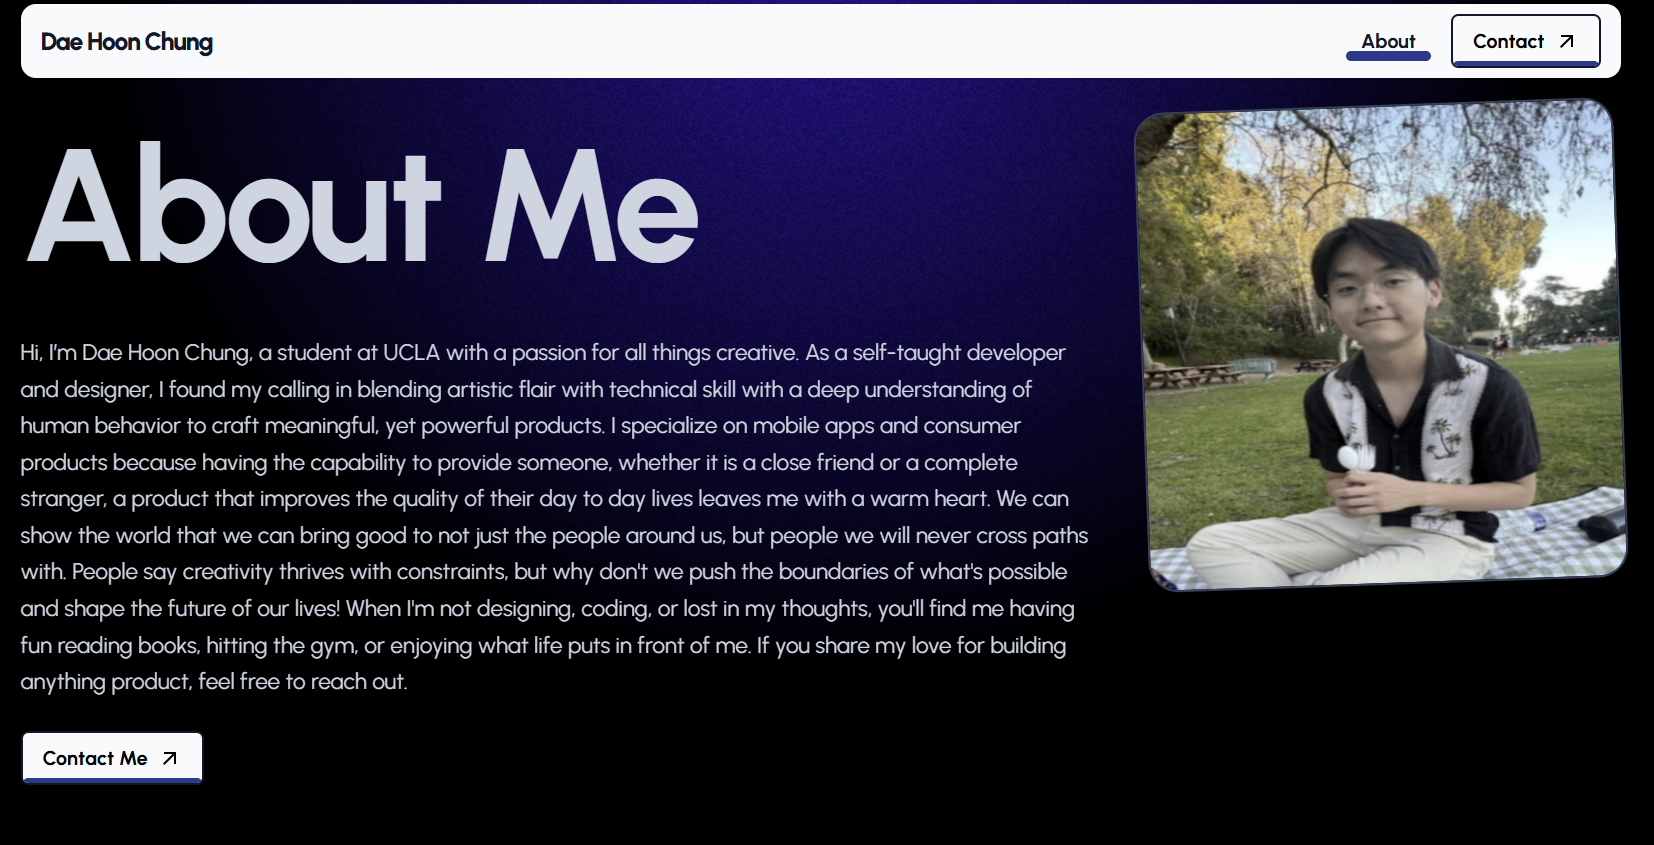 Dae Hoon Chung
About
Contact
About Me
Hi, I'm Dae Hoon Chung, a student at UCLA with a passion for all things creative. As a self-taught developer
and designer, I found my calling in blending artistic flair with technical skill with a deep understanding of
human behavior to craft meaningful, yet powerful products. I specialize on mobile apps and consumer
products because having the capability to provide someone, whether it is a close friend or a complete
stranger, a product that improves the quality of their day to day lives leaves me with a warm heart. We can
show the world that we can bring good to not just the people around us, but people we will never cross paths
with. People say creativity thrives with constraints, but why don't we push the boundaries of what's possible
and shape the future of our lives! When I'm not designing, coding, or lost in my thoughts, you'll find me having
fun reading books, hitting the gym, or enjoying what life puts in front of me. If you share my love for building
anything product, feel free to reach out.
Contact Me